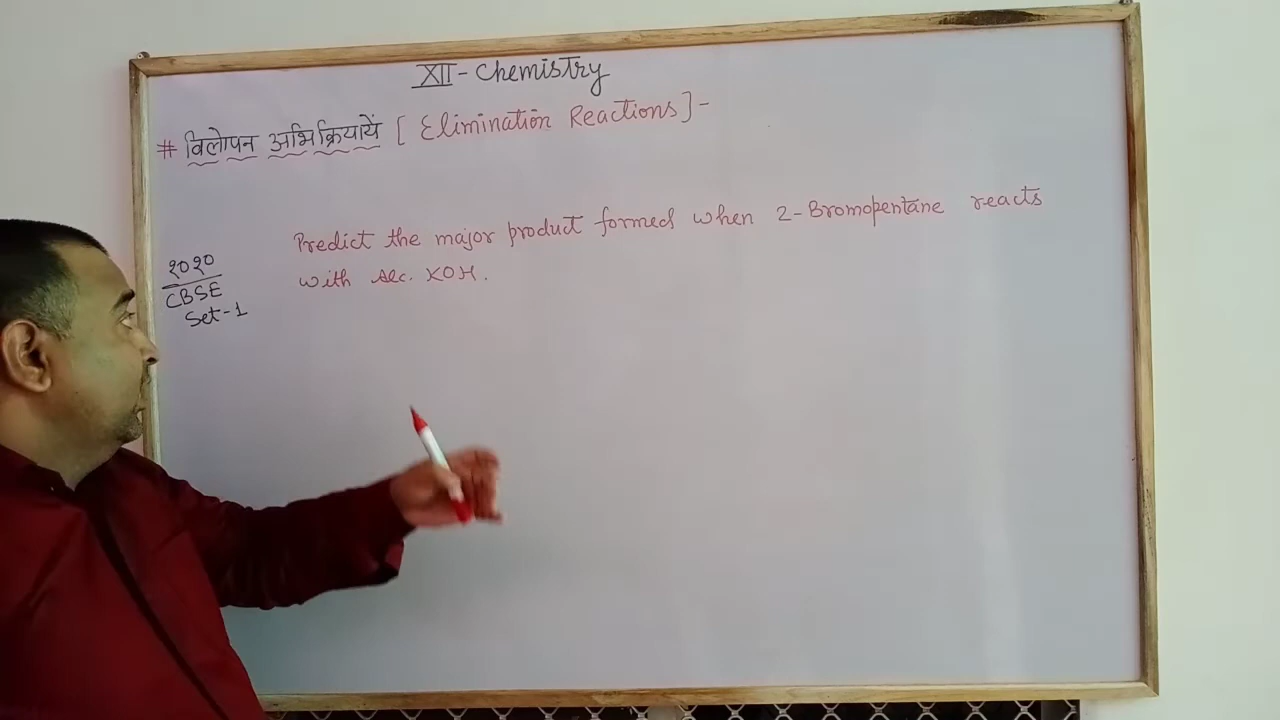 XII - Chemistry
# विलोपन अभिक्रियायें [ Elimination Reactions ] -
Predict the major product formed when 2-Bromopentane reacts
with alc. KOH.
2020
CBSE
Set-1